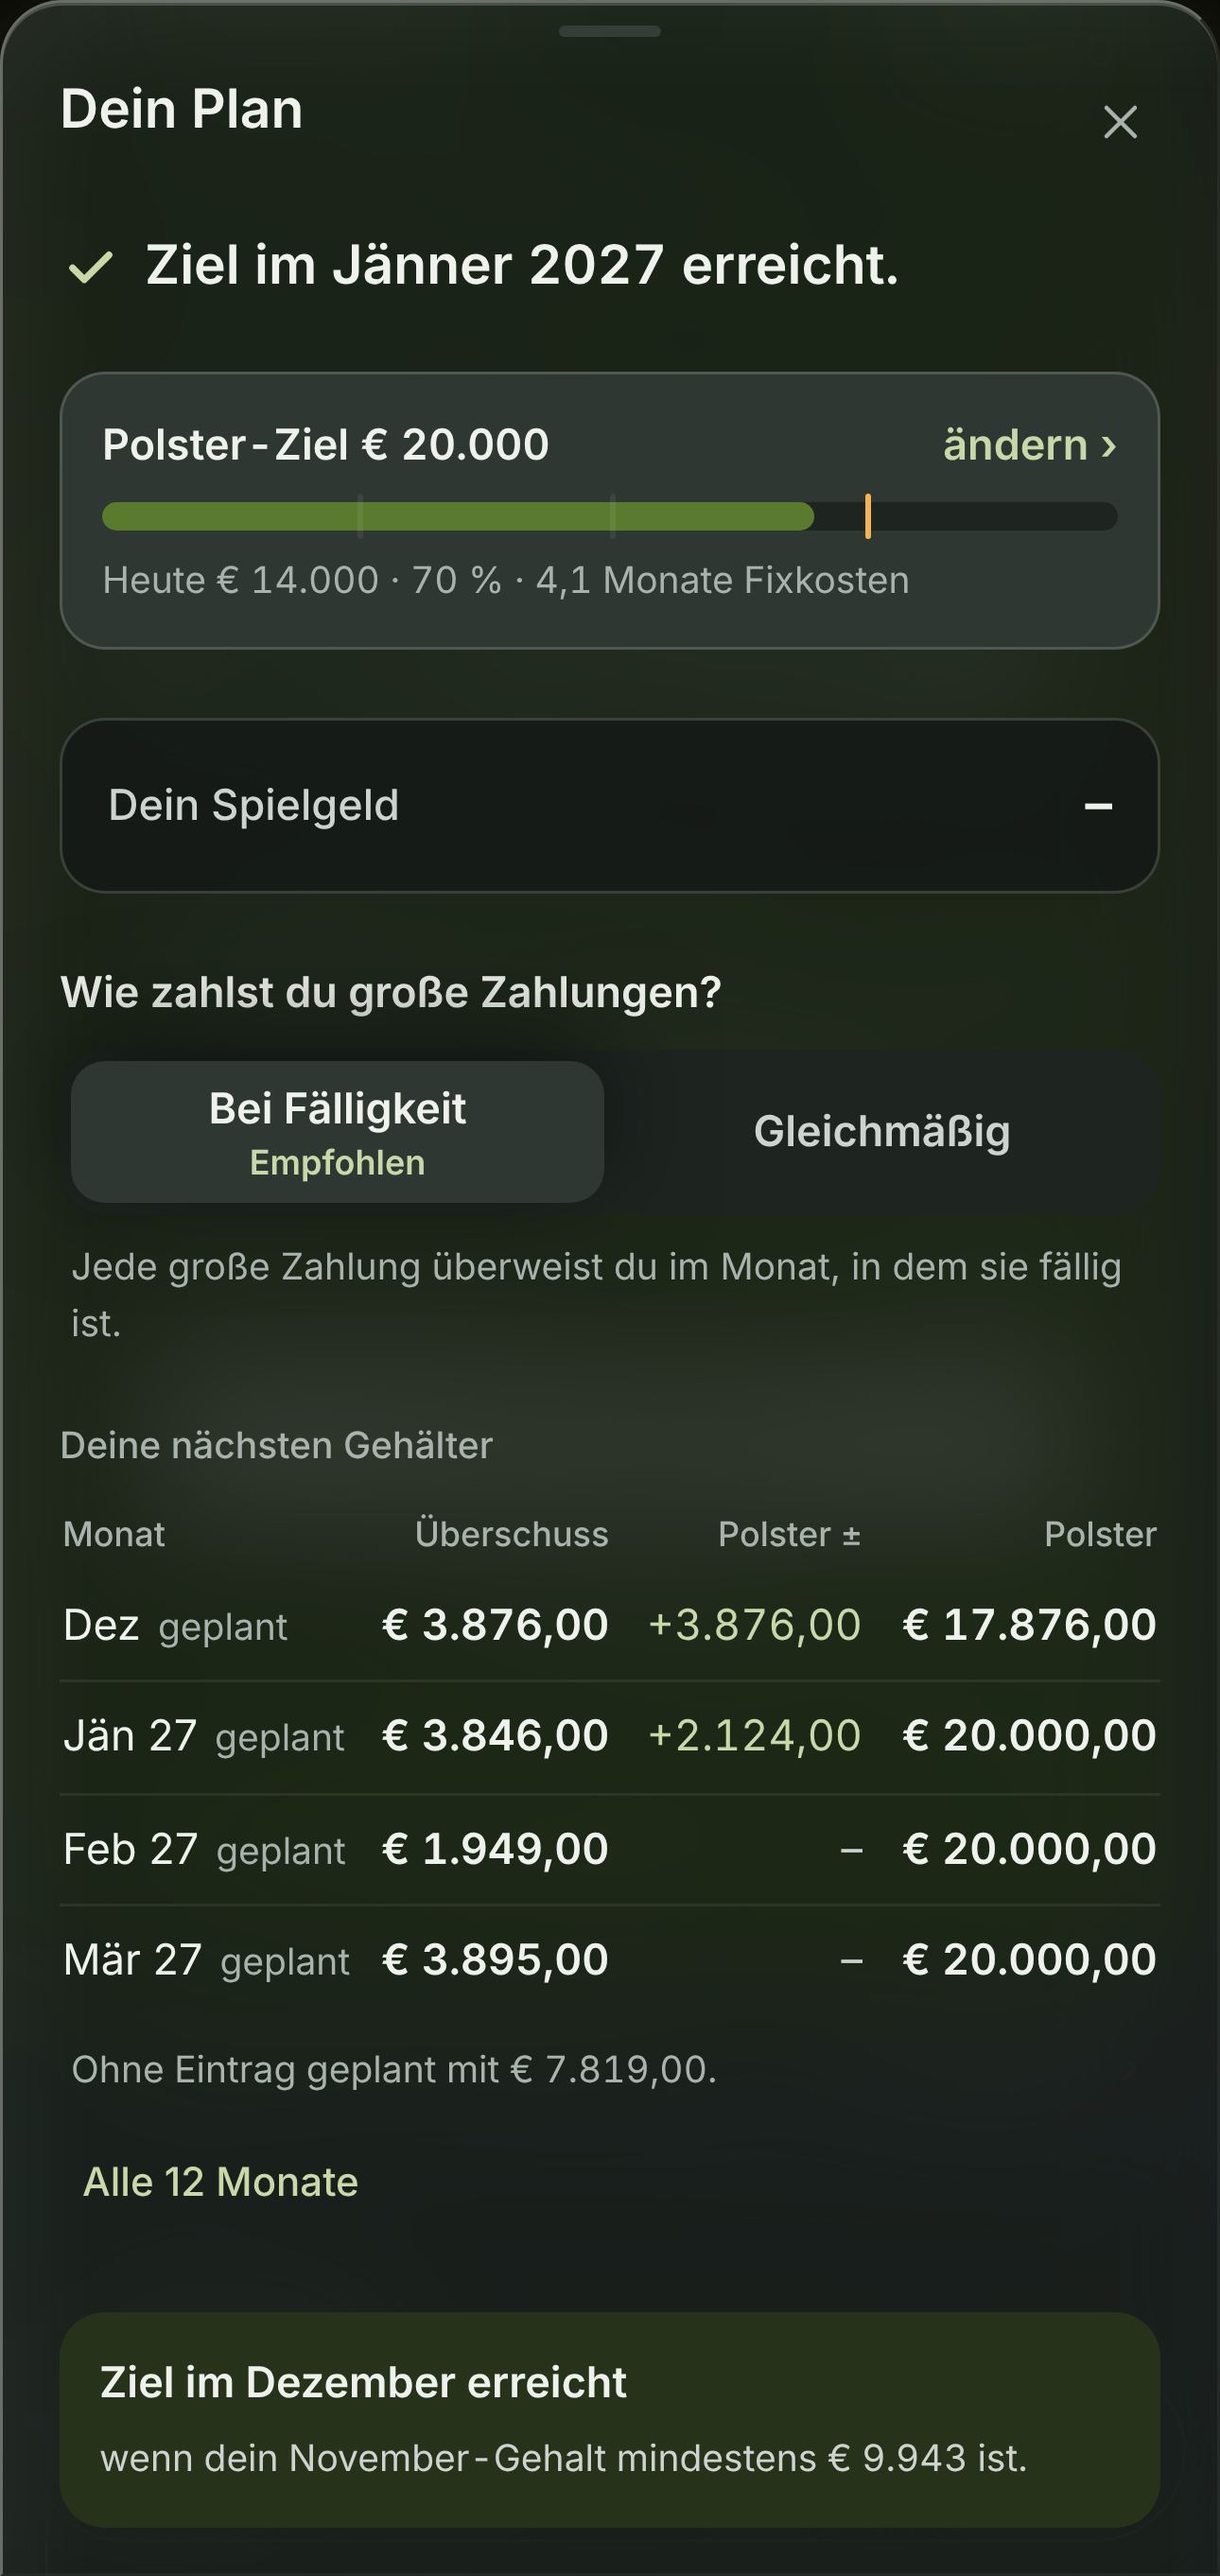 Dein Plan
Ziel im Jänner 2027 erreicht.
Polster-Ziel € 20.000 ändern ›
Heute € 14.000 · 70 % · 4,1 Monate Fixkosten
Dein Spielgeld –
Wie zahlst du große Zahlungen?
Bei Fälligkeit
Empfohlen
Gleichmäßig
Jede große Zahlung überweist du im Monat, in dem sie fällig
ist.
Deine nächsten Gehälter
Monat Überschuss Polster ± Polster
Dez geplant € 3.876,00 +3.876,00 € 17.876,00
Jän 27 geplant € 3.846,00 +2.124,00 € 20.000,00
Feb 27 geplant € 1.949,00 – € 20.000,00
Mär 27 geplant € 3.895,00 – € 20.000,00
Ohne Eintrag geplant mit € 7.819,00.
Alle 12 Monate
Ziel im Dezember erreicht
wenn dein November-Gehalt mindestens € 9.943 ist.